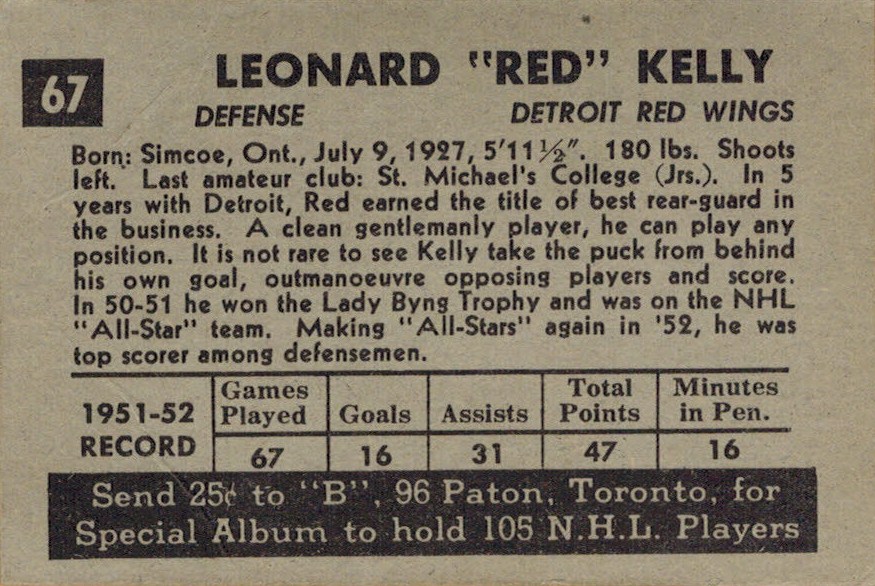 67
LEONARD "RED" KELLY
DEFENSE DETROIT RED WINGS
Born: Simcoe, Ont., July 9, 1927, 5'11½". 180 lbs. Shoots
left. Last amateur club: St. Michael's College (Jrs.). In 5
years with Detroit, Red earned the title of best rear-guard in
the business. A clean gentlemanly player, he can play any
position. It is not rare to see Kelly take the puck from behind
his own goal, outmanoeuvre opposing players and score.
In 50-51 he won the Lady Byng Trophy and was on the NHL
"All-Star" team. Making "All-Stars" again in '52, he was
top scorer among defensemen.
1951-52 RECORD
Games Played Goals Assists Total Points Minutes in Pen.
67 16 31 47 16
Send 25¢ to "B", 96 Paton, Toronto, for
Special Album to hold 105 N.H.L. Players